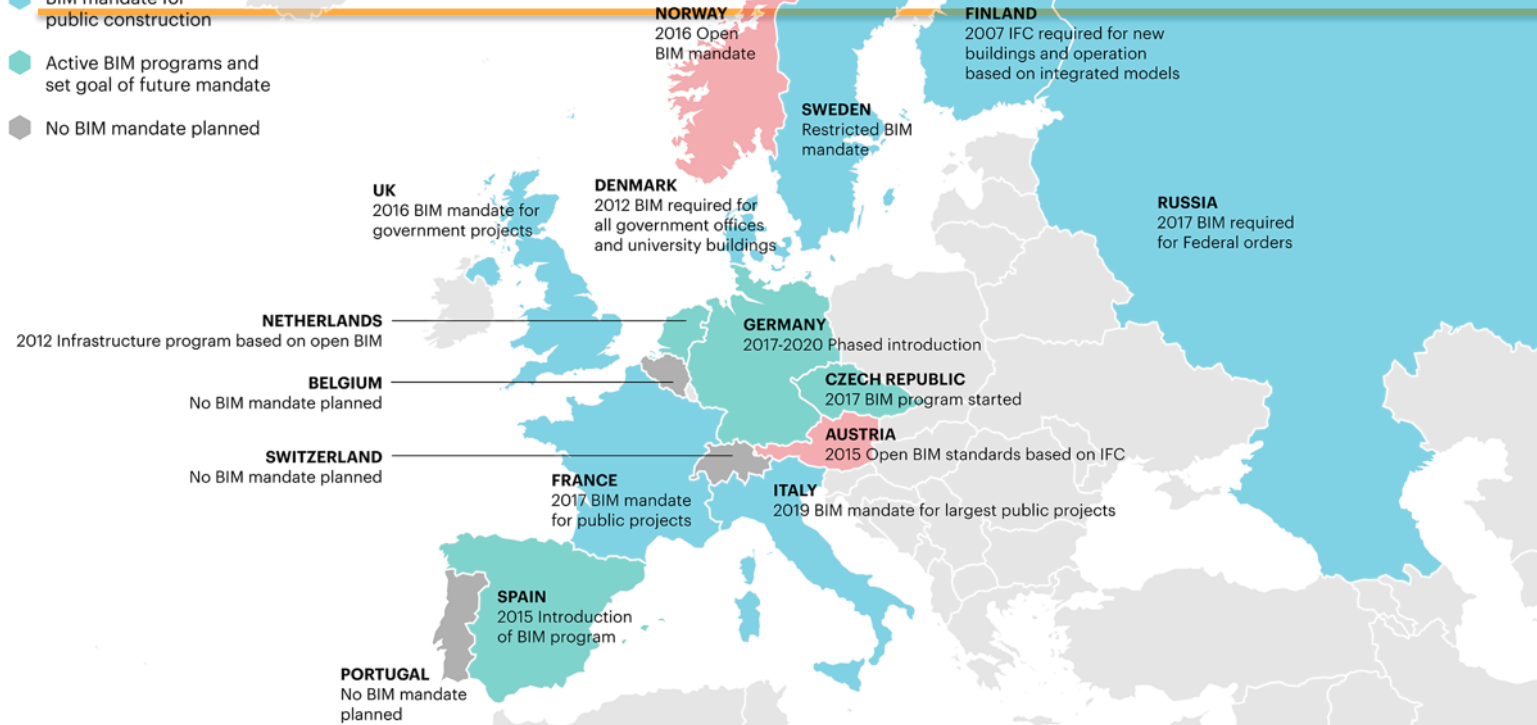 BIM mandate for
public construction
Active BIM programs and
set goal of future mandate
No BIM mandate planned
NORWAY
2016 Open
BIM mandate
FINLAND
2007 IFC required for new
buildings and operation
based on integrated models
SWEDEN
Restricted BIM
mandate
UK
2016 BIM mandate for
government projects
DENMARK
2012 BIM required for
all government offices
and university buildings
RUSSIA
2017 BIM required
for Federal orders
NETHERLANDS
2012 Infrastructure program based on open BIM
GERMANY
2017-2020 Phased introduction
BELGIUM
No BIM mandate planned
CZECH REPUBLIC
2017 BIM program started
AUSTRIA
2015 Open BIM standards based on IFC
SWITZERLAND
No BIM mandate planned
FRANCE
2017 BIM mandate
for public projects
ITALY
2019 BIM mandate for largest public projects
SPAIN
2015 Introduction
of BIM program
PORTUGAL
No BIM mandate
planned